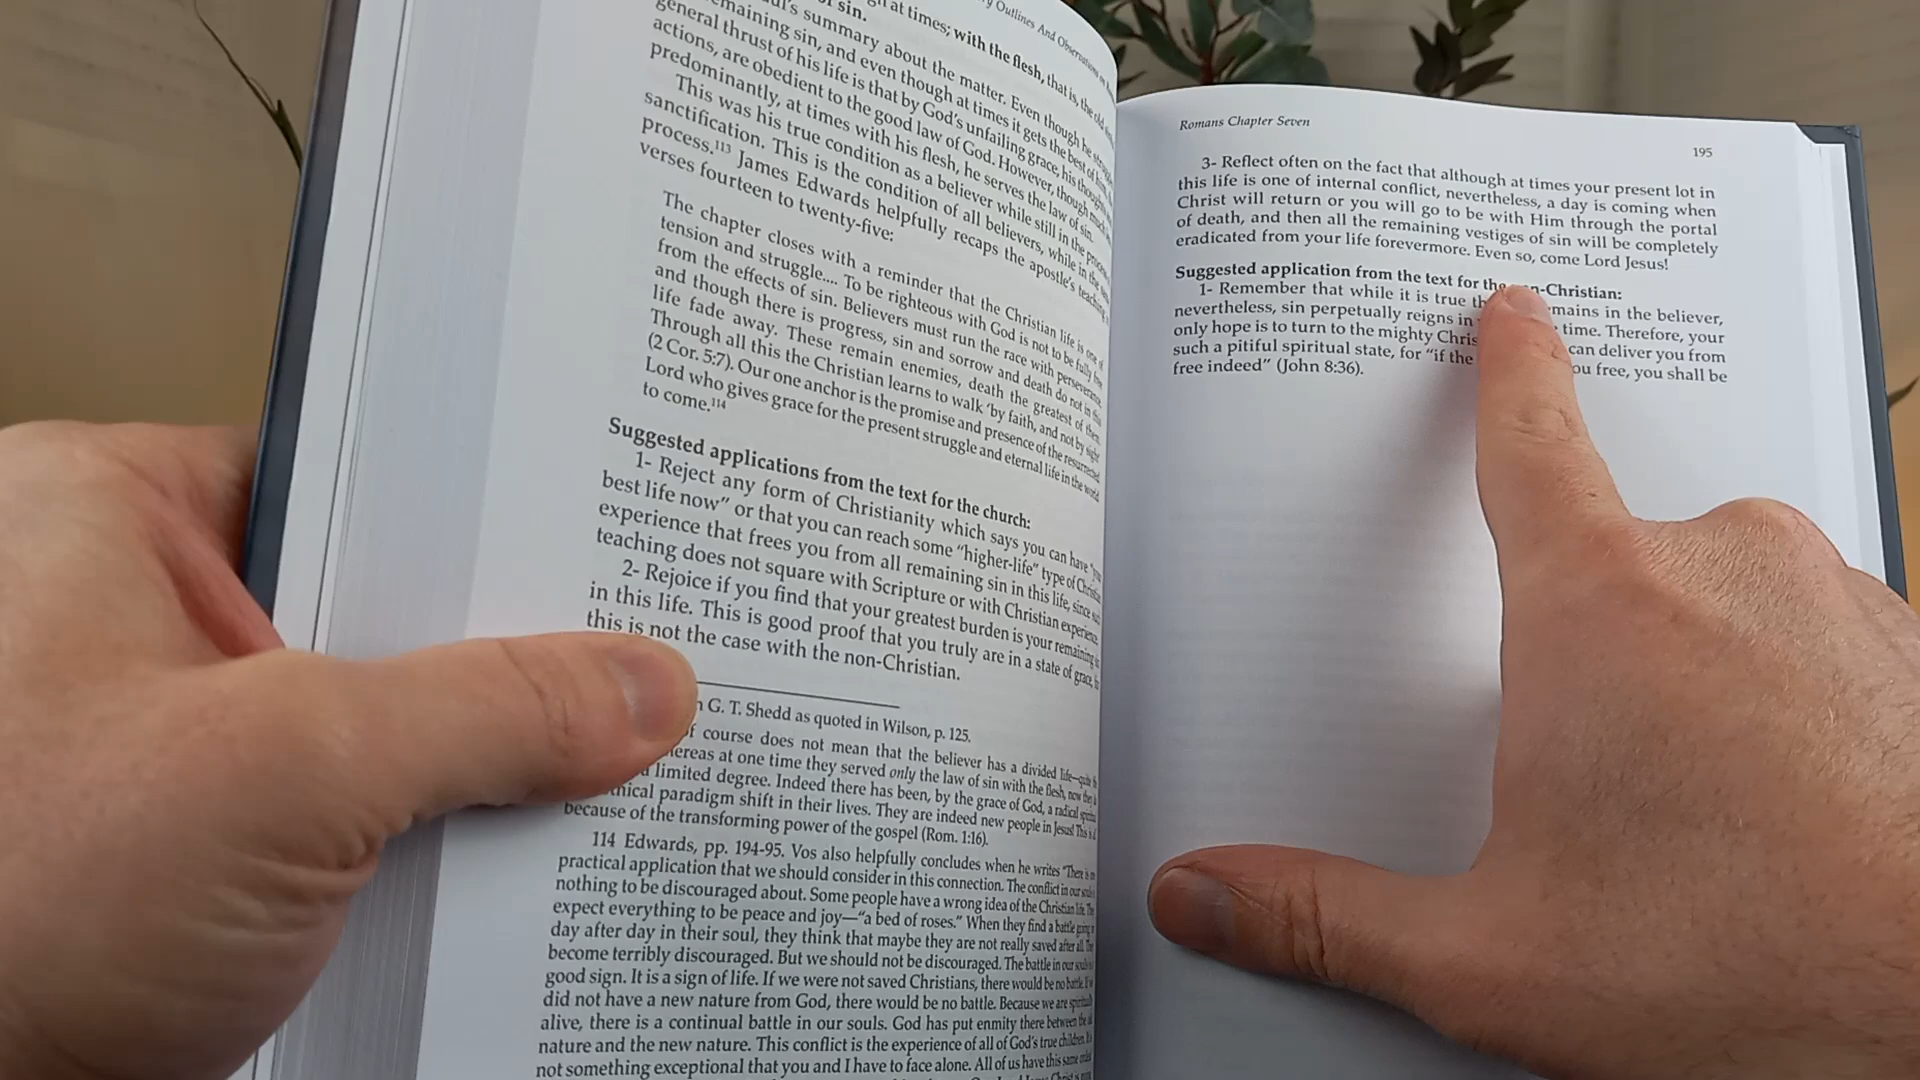 y Outlines And Observations on
at times; with the flesh, that is, the old
of sin.
summary about the matter. Even though he
remaining sin, and even though at times it gets the best of him,
general thrust of his life is that by God's unfailing grace, his thoughts
actions, are obedient to the good law of God. However, though much
predominantly, at times with his flesh, he serves the law of sin.
This was his true condition as a believer while still in the process
sanctification. This is the condition of all believers, while in the
process.¹¹³ James Edwards helpfully recaps the apostle's teaching
verses fourteen to twenty-five:
The chapter closes with a reminder that the Christian life is one of
tension and struggle.... To be righteous with God is not to be fully free
from the effects of sin. Believers must run the race with perseverance,
and though there is progress, sin and sorrow and death do not in this
life fade away. These remain enemies, death the greatest of them.
Through all this the Christian learns to walk 'by faith, and not by sight
(2 Cor. 5:7). Our one anchor is the promise and presence of the resurrected
Lord who gives grace for the present struggle and eternal life in the world
to come.¹¹⁴
Suggested applications from the text for the church:
1- Reject any form of Christianity which says you can have
best life now" or that you can reach some "higher-life" type of Christian
experience that frees you from all remaining sin in this life, since such
teaching does not square with Scripture or with Christian experience.
2- Rejoice if you find that your greatest burden is your remaining
in this life. This is good proof that you truly are in a state of grace,
this is not the case with the non-Christian.
G. T. Shedd as quoted in Wilson, p. 125.
course does not mean that the believer has a divided life—quite
at one time they served only the law of sin with the flesh, now
limited degree. Indeed there has been, by the grace of God, a radical
paradigm shift in their lives. They are indeed new people in Jesus! This is
because of the transforming power of the gospel (Rom. 1:16).
114 Edwards, pp. 194-95. Vos also helpfully concludes when he writes "There is
practical application that we should consider in this connection. The conflict in our souls
nothing to be discouraged about. Some people have a wrong idea of the Christian life. They
expect everything to be peace and joy—"a bed of roses." When they find a battle going
day after day in their soul, they think that maybe they are not really saved after all. They
become terribly discouraged. But we should not be discouraged. The battle in our souls is
good sign. It is a sign of life. If we were not saved Christians, there would be no battle. If
did not have a new nature from God, there would be no battle. Because we are spiritually
alive, there is a continual battle in our souls. God has put enmity there between the
nature and the new nature. This conflict is the experience of all of God's true children. It
not something exceptional that you and I have to face alone. All of us have this same
Romans Chapter Seven
195
3- Reflect often on the fact that although at times your present lot in
this life is one of internal conflict, nevertheless, a day is coming when
Christ will return or you will go to be with Him through the portal
of death, and then all the remaining vestiges of sin will be completely
eradicated from your life forevermore. Even so, come Lord Jesus!
Suggested application from the text for the n-Christian:
1- Remember that while it is true mains in the believer,
nevertheless, sin perpetually reigns in time. Therefore, your
only hope is to turn to the mighty can deliver you from
such a pitiful spiritual state, for "if the ou free, you shall be
free indeed" (John 8:36).